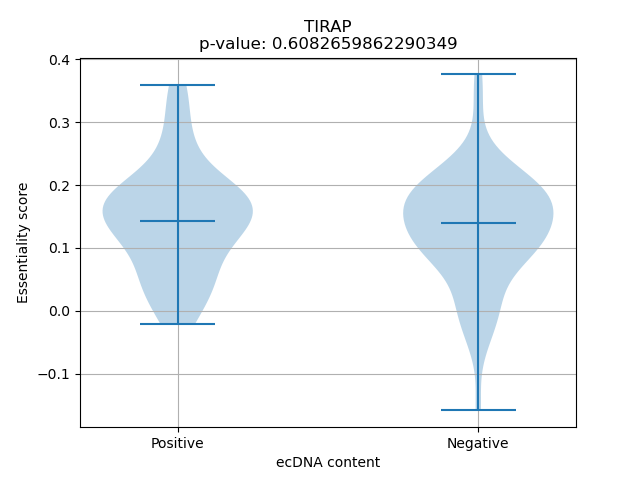 TIRAP
p-value: 0.6082659862290349
0.4
0.3
0.2
0.1
0.0
−0.1
Essentiality score
Positive
Negative
ecDNA content